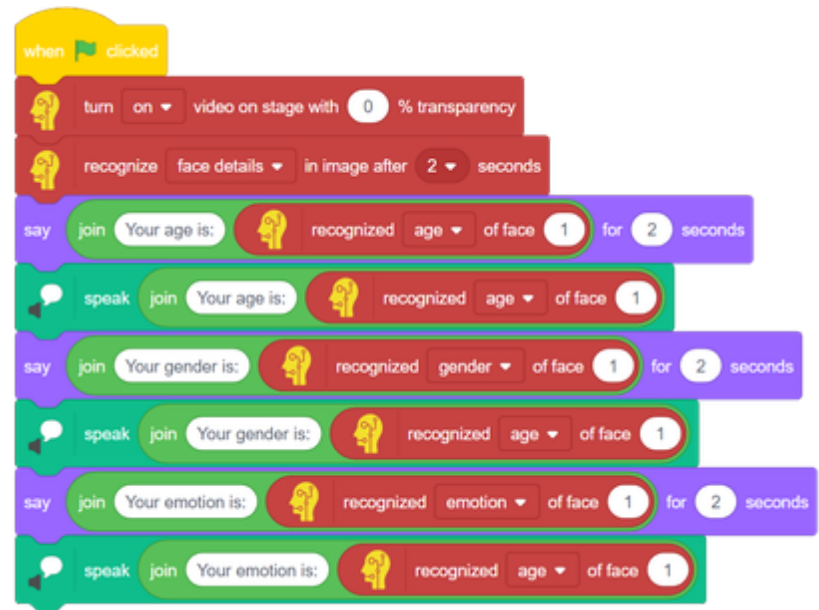 when clicked
turn on video on stage with 0 % transparency
recognize face details in image after 2 seconds
say join Your age is: recognized age of face 1 for 2 seconds
speak join Your age is: recognized age of face 1
say join Your gender is: recognized gender of face 1 for 2 seconds
speak join Your gender is: recognized age of face 1
say join Your emotion is: recognized emotion of face 1 for 2 seconds
speak join Your emotion is: recognized age of face 1